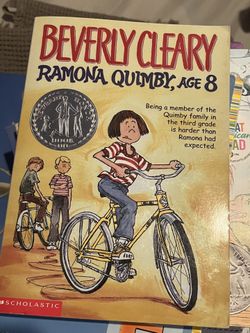 BEVERLY CLEARY
RAMONA QUIMBY, AGE 8
Being a member of the
Quimby family in
the third grade
is harder than
Ramona had
expected.
SCHOLASTIC